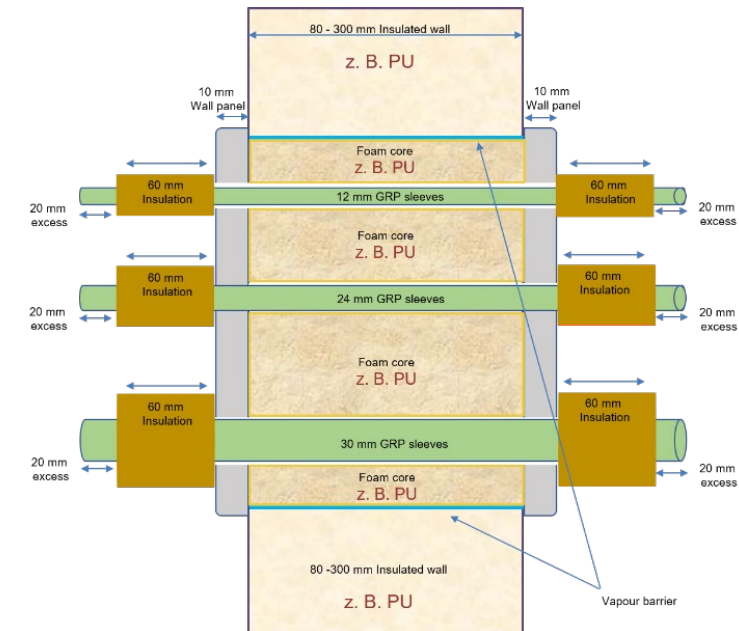 80 - 300 mm Insulated wall
z. B. PU
10 mm
Wall panel
10 mm
Wall panel
Foam core
z. B. PU
60 mm
Insulation
12 mm GRP sleeves
60 mm
Insulation
20 mm
excess
20 mm
excess
Foam core
z. B. PU
60 mm
Insulation
24 mm GRP sleeves
60 mm
Insulation
20 mm
excess
20 mm
excess
Foam core
z. B. PU
60 mm
Insulation
60 mm
Insulation
30 mm GRP sleeves
20 mm
excess
20 mm
excess
Foam core
z. B. PU
80 -300 mm Insulated wall
z. B. PU
Vapour barrier